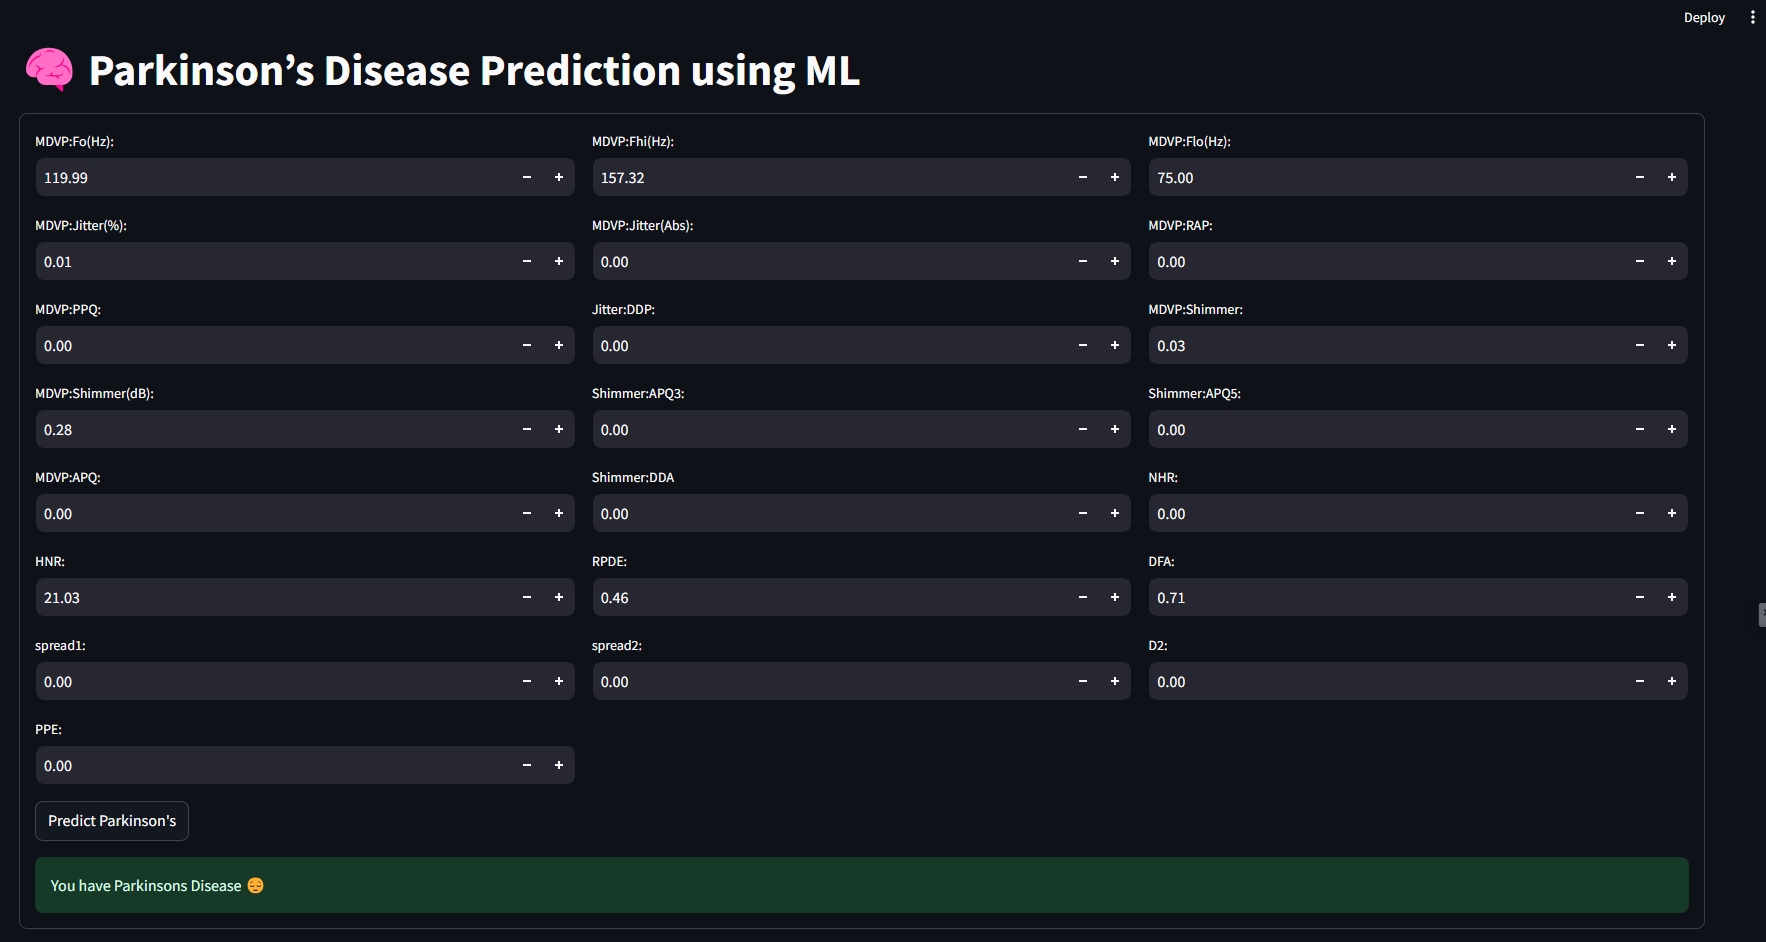 Deploy
🧠 Parkinson’s Disease Prediction using ML
MDVP:Fo(Hz): MDVP:Fhi(Hz): MDVP:Flo(Hz):
119.99 − + 157.32 − + 75.00 − +
MDVP:Jitter(%): MDVP:Jitter(Abs): MDVP:RAP:
0.01 − + 0.00 − + 0.00 − +
MDVP:PPQ: Jitter:DDP: MDVP:Shimmer:
0.00 − + 0.00 − + 0.03 − +
MDVP:Shimmer(dB): Shimmer:APQ3: Shimmer:APQ5:
0.28 − + 0.00 − + 0.00 − +
MDVP:APQ: Shimmer:DDA NHR:
0.00 − + 0.00 − + 0.00 − +
HNR: RPDE: DFA:
21.03 − + 0.46 − + 0.71 − +
spread1: spread2: D2:
0.00 − + 0.00 − + 0.00 − +
PPE:
0.00 − +
Predict Parkinson's
You have Parkinsons Disease 😔